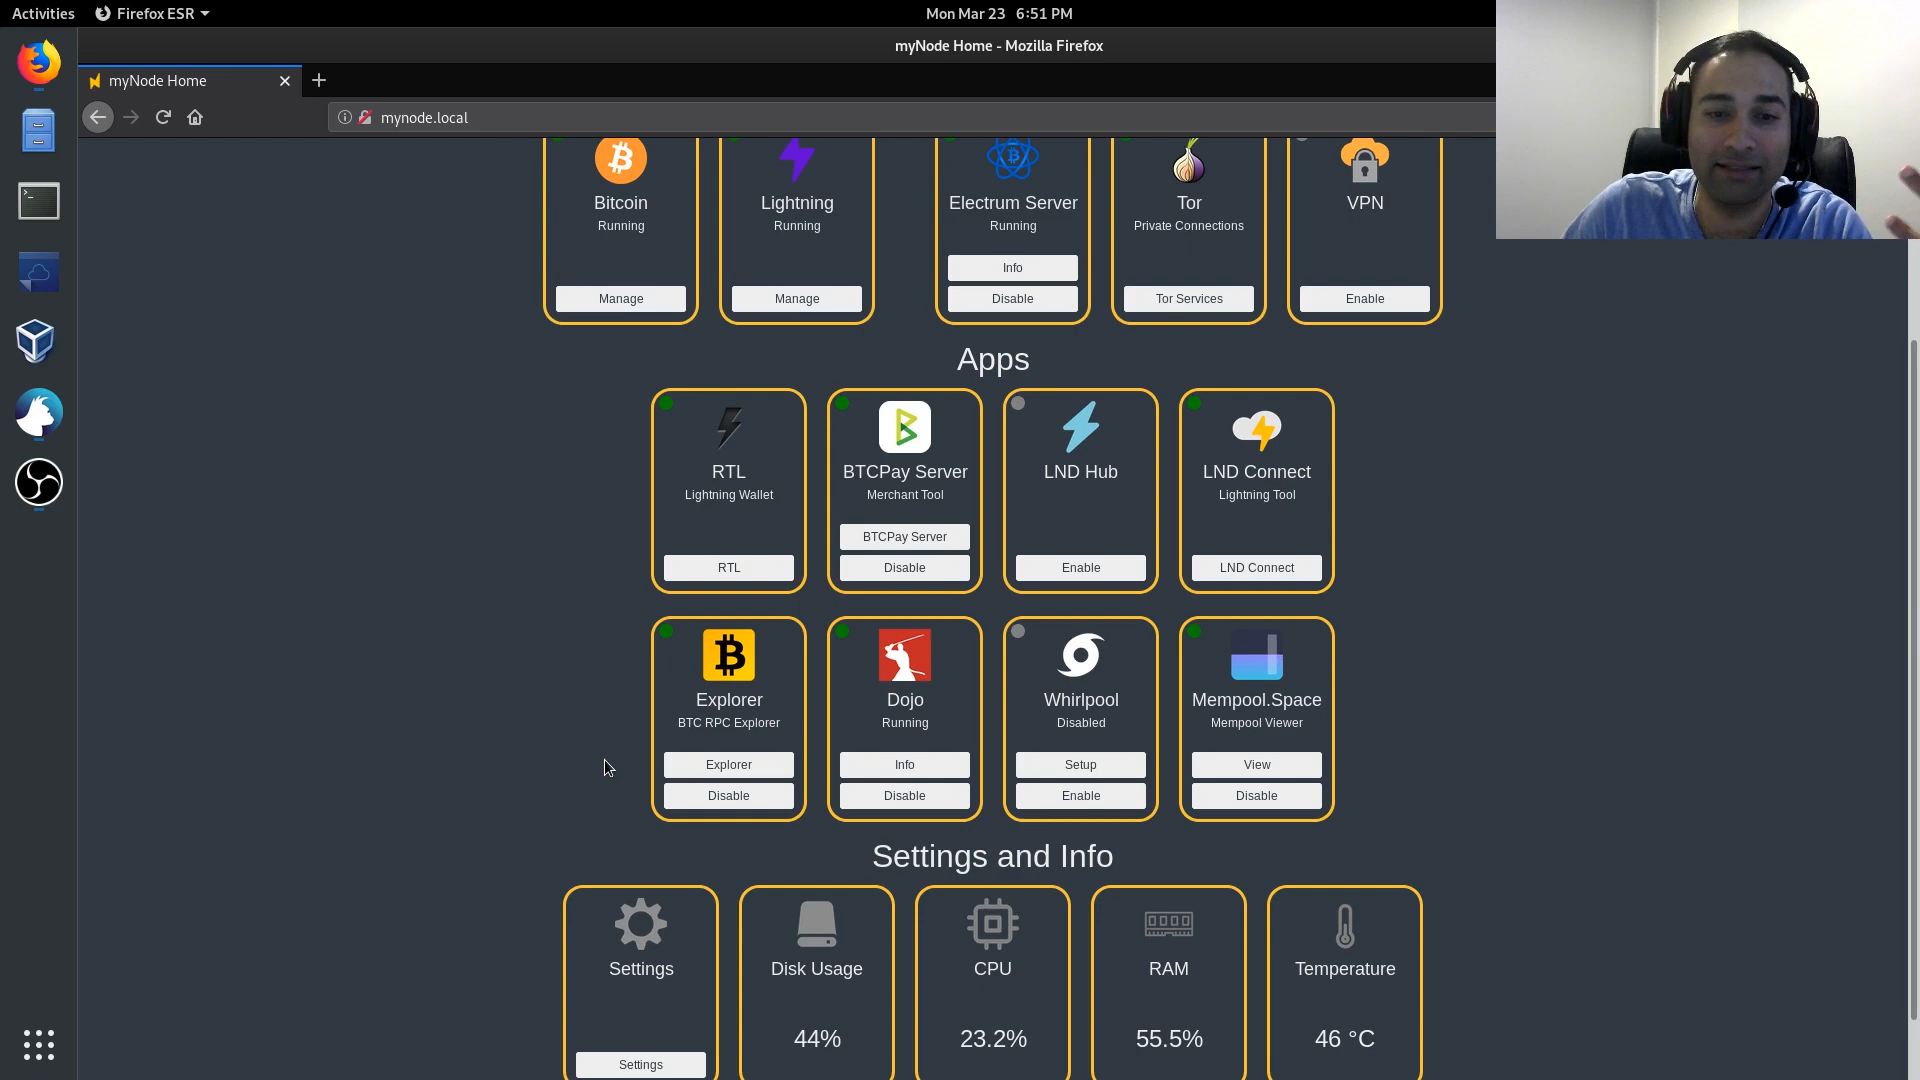 Activities
Firefox ESR
Mon Mar 23 6:51 PM
myNode Home - Mozilla Firefox
myNode Home
mynode.local
Bitcoin
Running
Manage
Lightning
Running
Manage
Electrum Server
Running
Info
Disable
Tor
Private Connections
Tor Services
VPN
Enable
Apps
RTL
Lightning Wallet
RTL
BTCPay Server
Merchant Tool
BTCPay Server
Disable
LND Hub
Enable
LND Connect
Lightning Tool
LND Connect
Explorer
BTC RPC Explorer
Explorer
Disable
Dojo
Running
Info
Disable
Whirlpool
Disabled
Setup
Enable
Mempool.Space
Mempool Viewer
View
Disable
Settings and Info
Settings
Settings
Disk Usage
44%
CPU
23.2%
RAM
55.5%
Temperature
46 °C